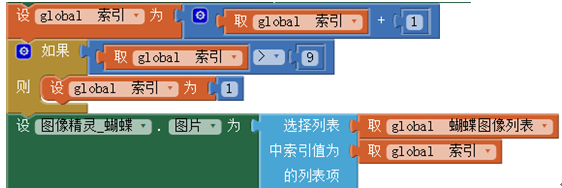 设 global 索引 为 取 global 索引 + 1
如果 取 global 索引 > 9
则 设 global 索引 为 1
设 图像精灵_蝴蝶 . 图片 为 选择列表 取 global 蝴蝶图像列表
中索引值为 取 global 索引
的列表项